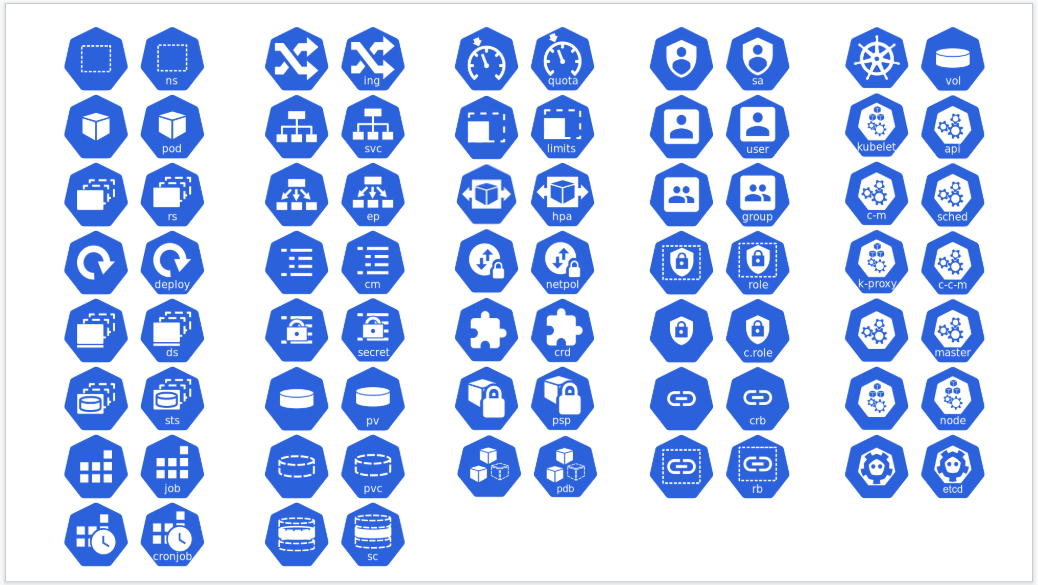 ns
ing
quota
sa
vol
pod
svc
limits
user
kubelet
api
rs
ep
hpa
group
c-m
sched
deploy
cm
netpol
role
k-proxy
c-c-m
ds
secret
crd
c.role
master
sts
pv
psp
crb
node
job
pvc
pdb
rb
etcd
cronjob
sc